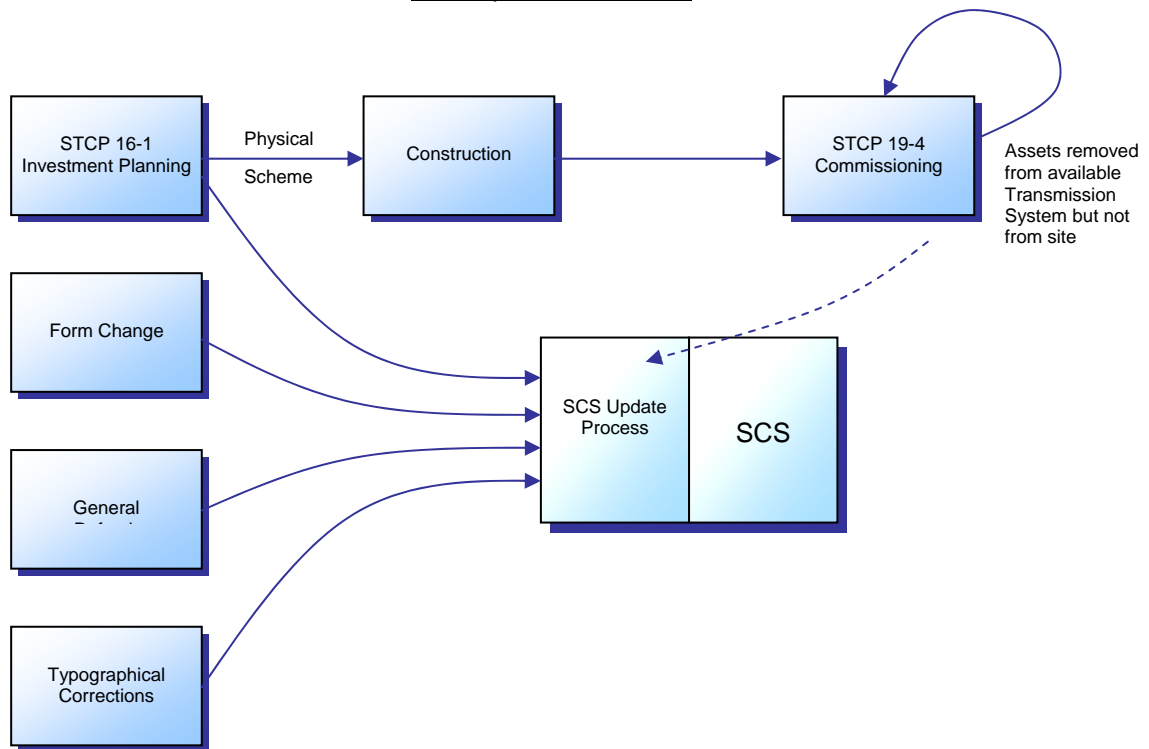 STCP 16-1
Investment Planning
Physical
Scheme
Construction
STCP 19-4
Commissioning
Assets removed
from available
Transmission
System but not
from site
Form Change
SCS Update
Process
SCS
General
Typographical
Corrections